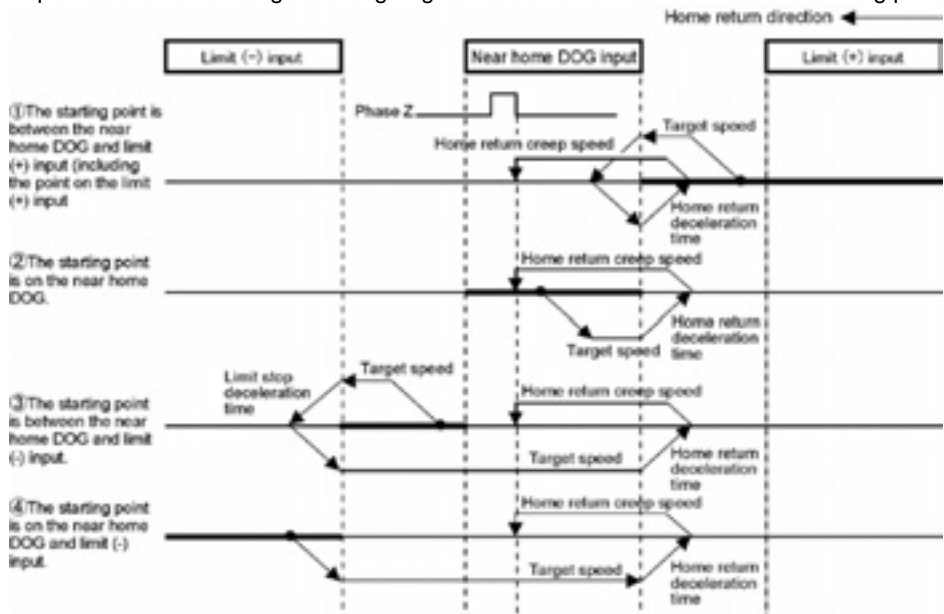 Home return direction
Limit (-) input
Near home DOG input
Limit (+) input
①The starting point is
between the near
home DOG and limit
(+) input (including
the point on the limit
(+) input
Phase Z
Target speed
Home return creep speed
Home return
deceleration
time
②The starting point
is on the near home
DOG.
Home return creep speed
Target speed
Home return
deceleration
time
③The starting point
is between the near
home DOG and limit
(-) input.
Limit stop
deceleration
time
Target speed
Home return creep speed
Target speed
Home return
deceleration
time
④The starting point
is on the near home
DOG and limit (-)
input.
Home return creep speed
Target speed
Home return
deceleration
time